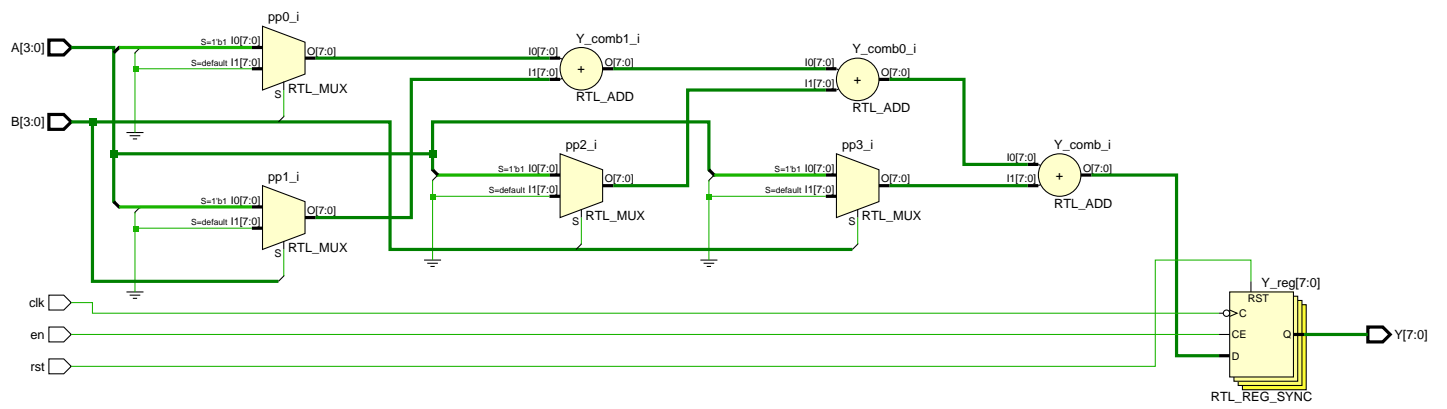 pp0_i
A[3:0]
S=1'b1 I0[7:0]
S=default I1[7:0]
O[7:0]
S
RTL_MUX
Y_comb1_i
I0[7:0]
I1[7:0]
O[7:0]
+
RTL_ADD
Y_comb0_i
I0[7:0]
I1[7:0]
O[7:0]
+
RTL_ADD
B[3:0]
pp1_i
S=1'b1 I0[7:0]
S=default I1[7:0]
O[7:0]
S
RTL_MUX
pp2_i
S=1'b1 I0[7:0]
S=default I1[7:0]
O[7:0]
S
RTL_MUX
pp3_i
S=1'b1 I0[7:0]
S=default I1[7:0]
O[7:0]
S
RTL_MUX
Y_comb_i
I0[7:0]
I1[7:0]
O[7:0]
+
RTL_ADD
clk
en
rst
Y_reg[7:0]
RST
C
CE
D
Q
RTL_REG_SYNC
Y[7:0]